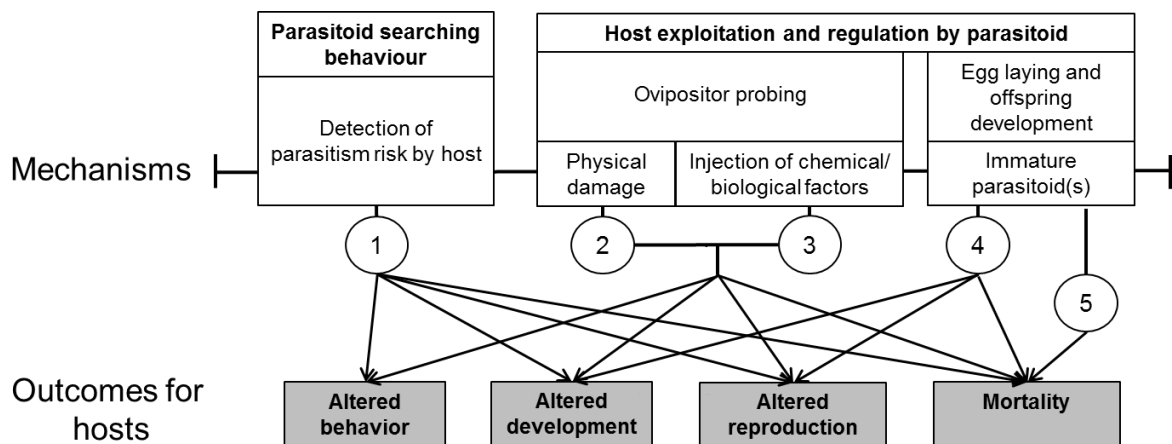 Parasitoid searching
behaviour
Host exploitation and regulation by parasitoid
Detection of
parasitism risk by host
Ovipositor probing
Egg laying and
offspring
development
Mechanisms
Physical
damage
Injection of chemical/
biological factors
Immature
parasitoid(s)
1
2
3
4
5
Outcomes for
hosts
Altered
behavior
Altered
development
Altered
reproduction
Mortality